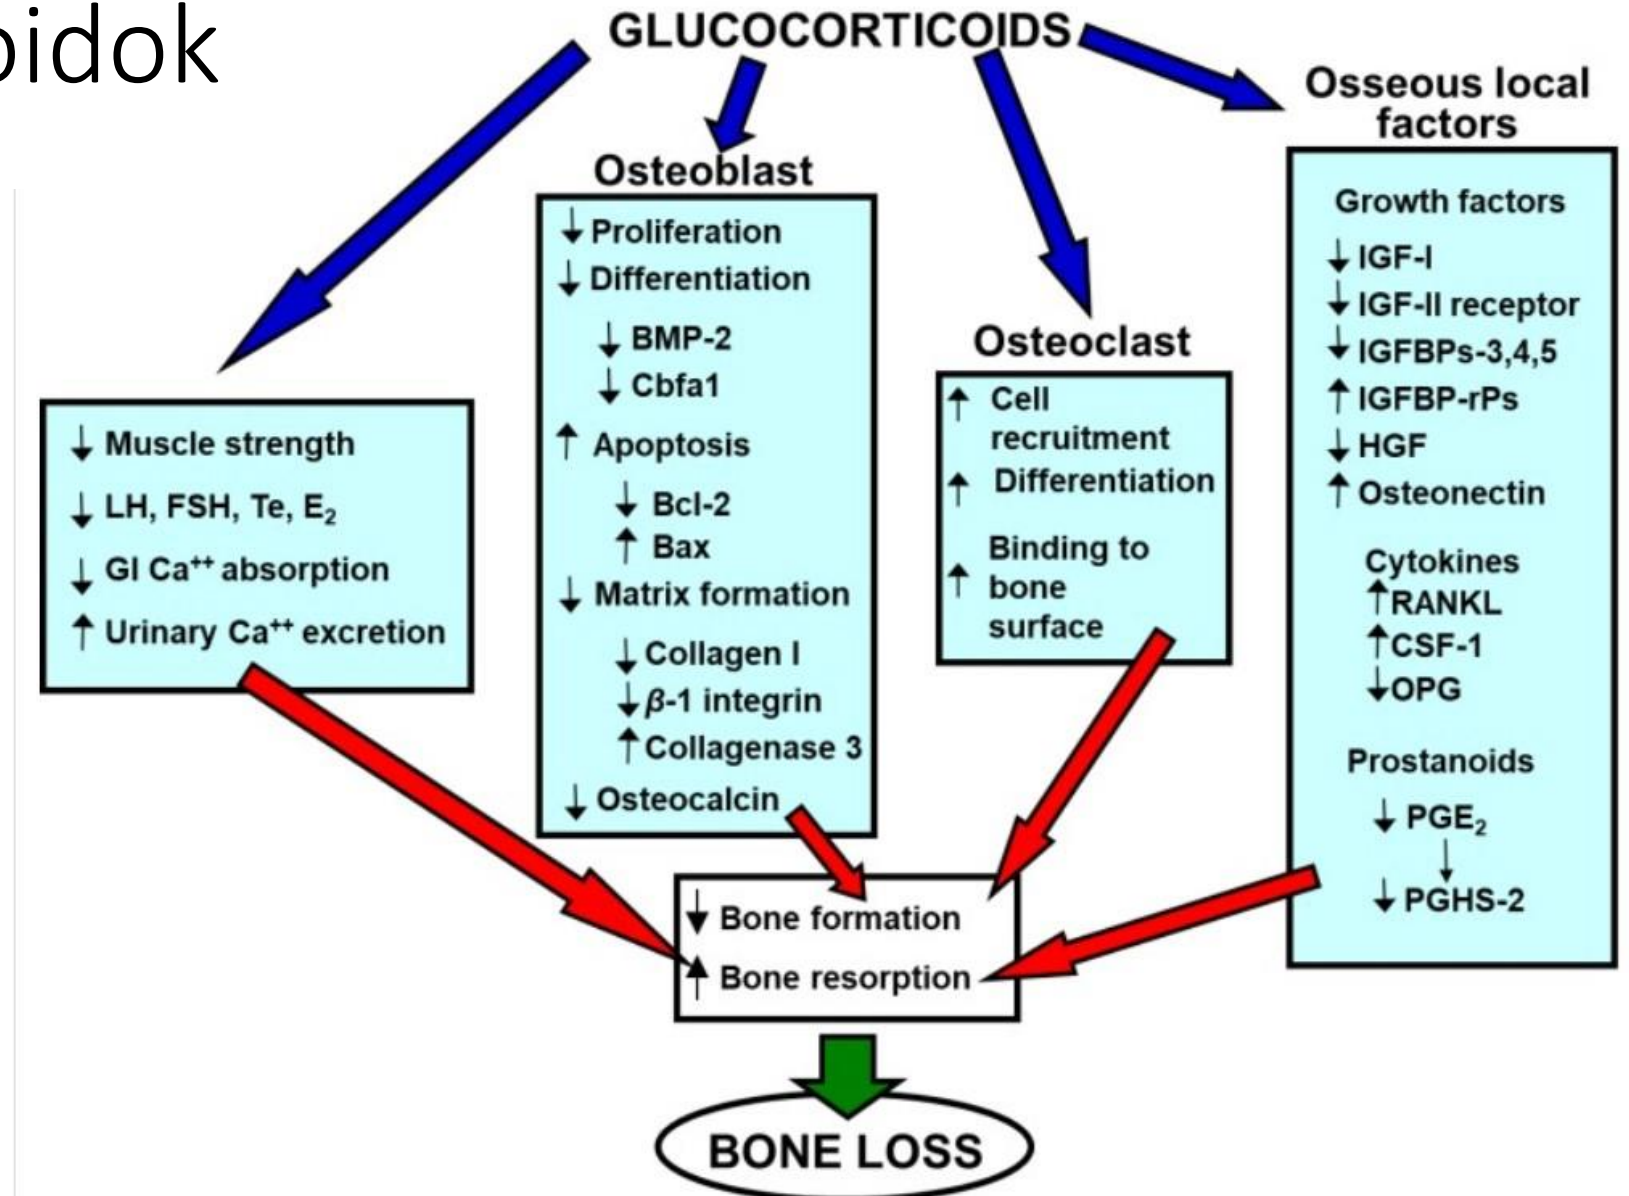 oidok
GLUCOCORTICOIDS
↓ Muscle strength
↓ LH, FSH, Te, E₂
↓ GI Ca⁺⁺ absorption
↑ Urinary Ca⁺⁺ excretion
Osteoblast
↓ Proliferation
↓ Differentiation
↓ BMP-2
↓ Cbfa1
↑ Apoptosis
↓ Bcl-2
↑ Bax
↓ Matrix formation
↓ Collagen I
↓ β-1 integrin
↑ Collagenase 3
↓ Osteocalcin
Osteoclast
↑ Cell
recruitment
↑ Differentiation
Binding to
↑ bone
surface
Osseous local
factors
Growth factors
↓ IGF-I
↓ IGF-II receptor
↓ IGFBPs-3,4,5
↑ IGFBP-rPs
↓ HGF
↑ Osteonectin
Cytokines
↑ RANKL
↑ CSF-1
↓ OPG
Prostanoids
↓ PGE₂
↓
↓ PGHS-2
↓ Bone formation
↑ Bone resorption
BONE LOSS